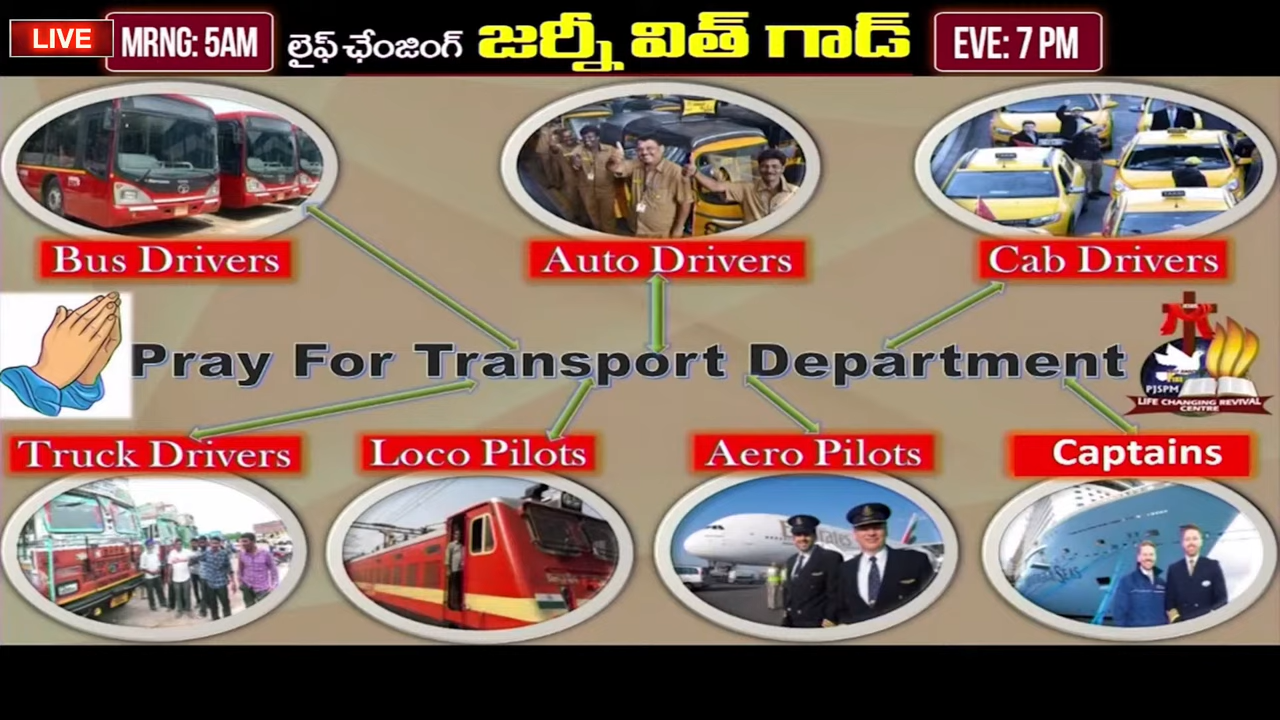 LIVE
MRNG: 5AM
లైఫ్ ఛేంజింగ్ జర్నీ విత్ గాడ్
EVE: 7 PM
Bus Drivers
Auto Drivers
Cab Drivers
Pray For Transport Department
PJSPM
LIFE CHANGING REVIVAL
CENTRE
Truck Drivers
Loco Pilots
Aero Pilots
Captains